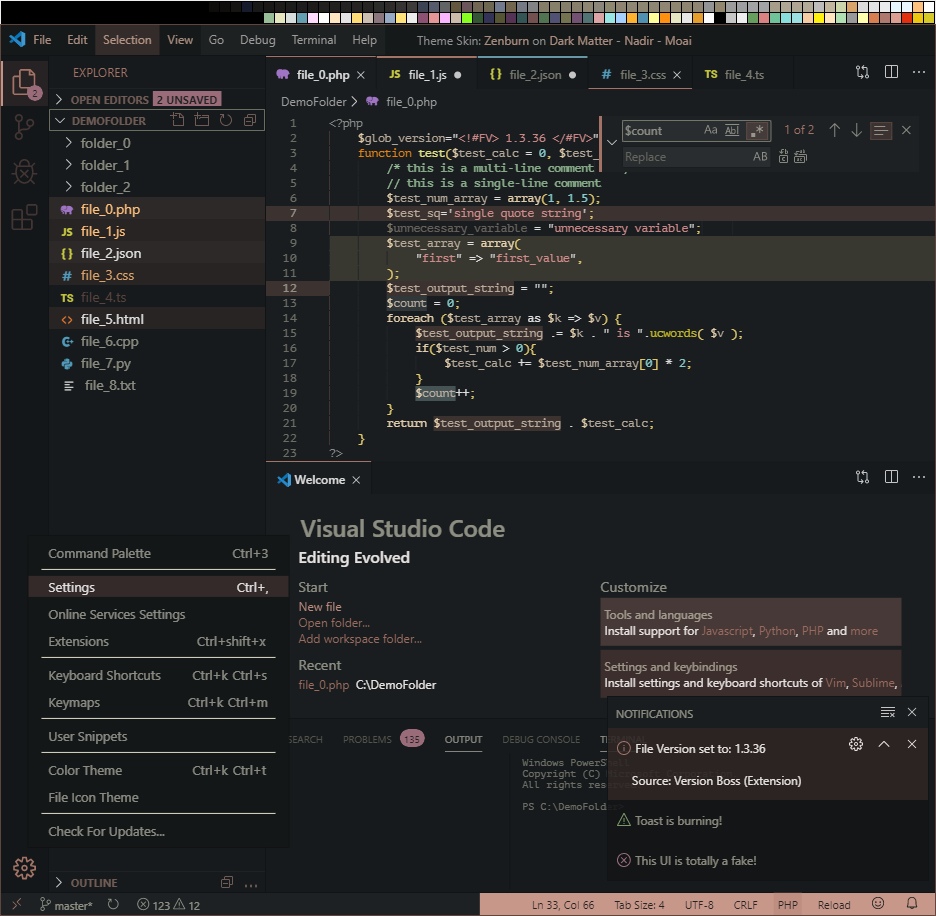 File Edit Selection View Go Debug Terminal Help Theme Skin: Zenburn on Dark Matter - Nadir - Moai
EXPLORER
OPEN EDITORS 2 UNSAVED
DEMOFOLDER
folder_0
folder_1
folder_2
file_0.php
file_1.js
file_2.json
file_3.css
file_4.ts
file_5.html
file_6.cpp
file_7.py
file_8.txt
2
JS
{ }
#
TS
<>
file_0.php
JS file_1.js
{} file_2.json
# file_3.css
TS file_4.ts
DemoFolder > file_0.php
1 <?php
2 $glob_version="<!#FV> 1.3.36 </#FV>"
3 function test($test_calc = 0, $test_
4 /* this is a multi-line comment
5 // this is a single-line comment
6 $test_num_array = array(1, 1.5);
7 $test_sq='single quote string';
8 $unnecessary_variable = "unnecessary variable";
9 $test_array = array(
10 "first" => "first_value",
11 );
12 $test_output_string = "";
13 $count = 0;
14 foreach ($test_array as $k => $v) {
15 $test_output_string .= $k . " is ".ucwords( $v );
16 if($test_num > 0){
17 $test_calc += $test_num_array[0] * 2;
18 }
19 $count++;
20 }
21 return $test_output_string . $test_calc;
22 }
23 ?>
$count Aa Abl .* 1 of 2
Replace AB
Welcome
Visual Studio Code
Editing Evolved
Start
New file
Open folder...
Add workspace folder...
Recent
file_0.php C:\DemoFolder
Customize
Tools and languages
Install support for Javascript, Python, PHP and more
Settings and keybindings
Install settings and keyboard shortcuts of Vim, Sublime,
Command Palette Ctrl+3
Settings Ctrl+,
Online Services Settings
Extensions Ctrl+shift+x
Keyboard Shortcuts Ctrl+k Ctrl+s
Keymaps Ctrl+k Ctrl+m
User Snippets
Color Theme Ctrl+k Ctrl+t
File Icon Theme
Check For Updates...
SEARCH PROBLEMS 135 OUTPUT DEBUG CONSOLE TERMINAL
Windows PowerShell
Copyright (C)
All rights
PS C:\DemoFolder>
NOTIFICATIONS
File Version set to: 1.3.36
Source: Version Boss (Extension)
Toast is burning!
This UI is totally a fake!
OUTLINE
master* 123 12 Ln 33, Col 66 Tab Size: 4 UTF-8 CRLF PHP Reload